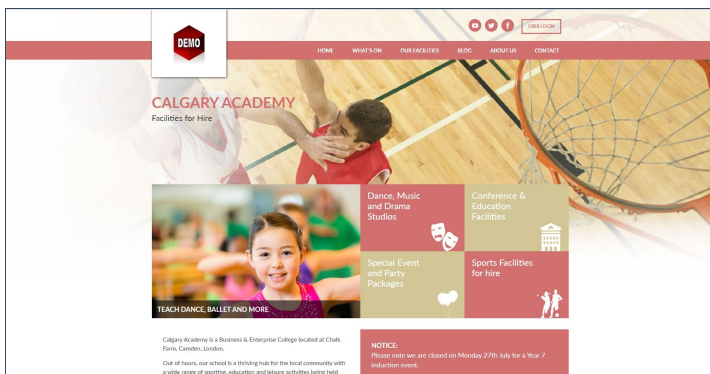 USER LOGIN
DEMO
HOME WHAT'S ON OUR FACILITIES BLOG ABOUT US CONTACT
CALGARY ACADEMY
Facilities for Hire
Dance, Music
and Drama
Studios
Conference &
Education
Facilities
Special Event
and Party
Packages
Sports Facilities
for hire
TEACH DANCE, BALLET AND MORE
Calgary Academy is a Business & Enterprise College located at Chalk
Farm, Camden, London.
Out of hours, our school is a thriving hub for the local community with
a wide range of sporting, education and leisure activities being held
NOTICE:
Please note we are closed on Monday 27th July for a Year 7
induction event.